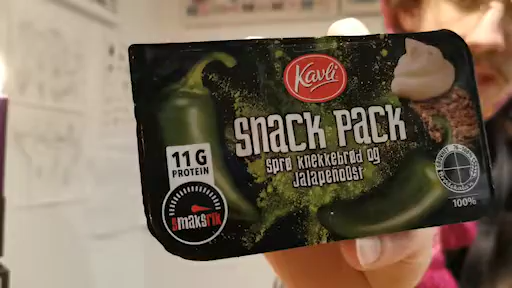 Kavli
SNACK PACK
SPRØ KNEKKEBRØD OG
JALAPEÑOOST
11 G
PROTEIN
SMAKSRIK
100%